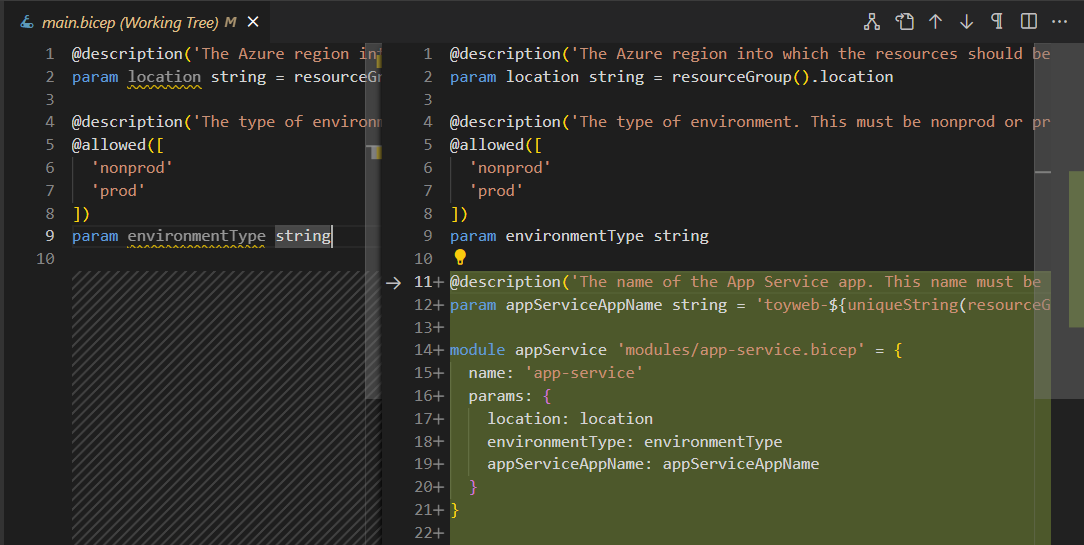 main.bicep (Working Tree) M
1 @description('The Azure region in
2 param location string = resourceGr
3
4 @description('The type of environm
5 @allowed([
6 'nonprod'
7 'prod'
8 ])
9 param environmentType string
10
1 @description('The Azure region into which the resources should be
2 param location string = resourceGroup().location
3
4 @description('The type of environment. This must be nonprod or pr
5 @allowed([
6 'nonprod'
7 'prod'
8 ])
9 param environmentType string
10
11+ @description('The name of the App Service app. This name must be
12+ param appServiceAppName string = 'toyweb-${uniqueString(resourceG
13+
14+ module appService 'modules/app-service.bicep' = {
15+ name: 'app-service'
16+ params: {
17+ location: location
18+ environmentType: environmentType
19+ appServiceAppName: appServiceAppName
20+ }
21+ }
22+